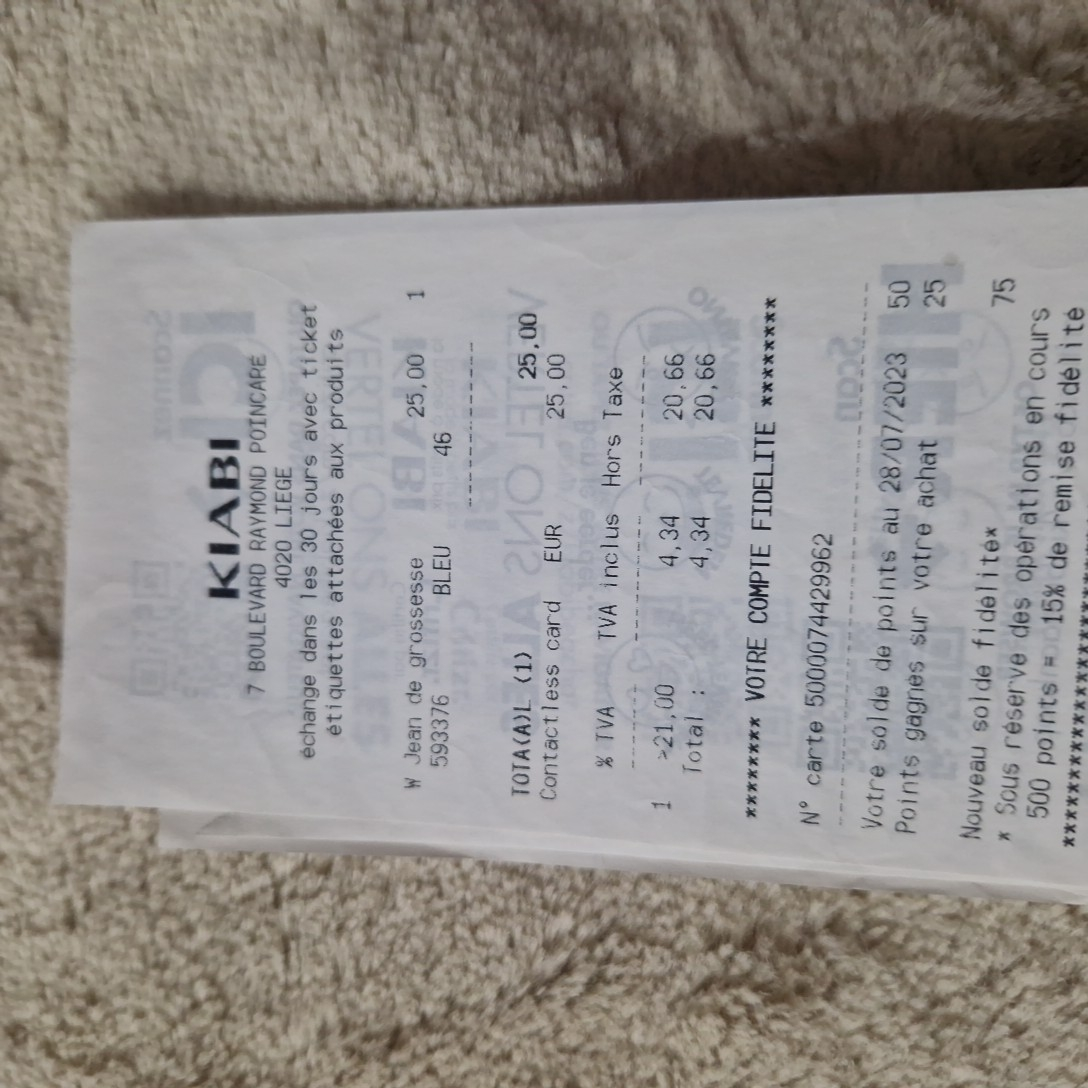 KIABI
7 BOULEVARD RAYMOND POINCARE
4020 LIEGE
echange dans les 30 jours avec ticket
étiquettes attachées aux produits
W Jean de grossesse 25,00 1
593376 BLEU 46
TOTA(A)L (1) 25,00
Contactless card EUR 25,00
% TVA TVA inclus Hors Taxe
1 >21,00 4,34 20,66
Total : 4,34 20,66
******** VOTRE COMPTE FIDELITE ********
N° carte 5000074429962
Votre solde de points au 28/07/2023 50
Points gagnés sur votre achat 25
Nouveau solde fidelité* 75
* Sous réserve des opérations en cours
500 points = 15% de remise fidélité